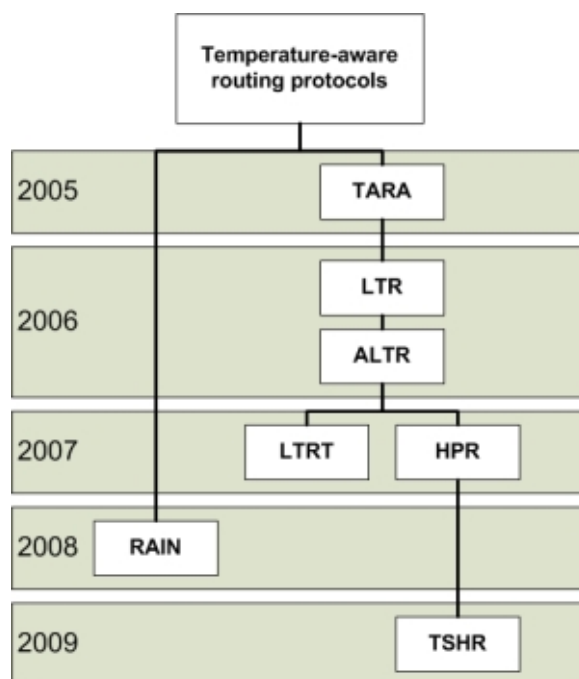 Temperature-aware
routing protocols
2005
TARA
2006
LTR
ALTR
2007
LTRT
HPR
2008
RAIN
2009
TSHR